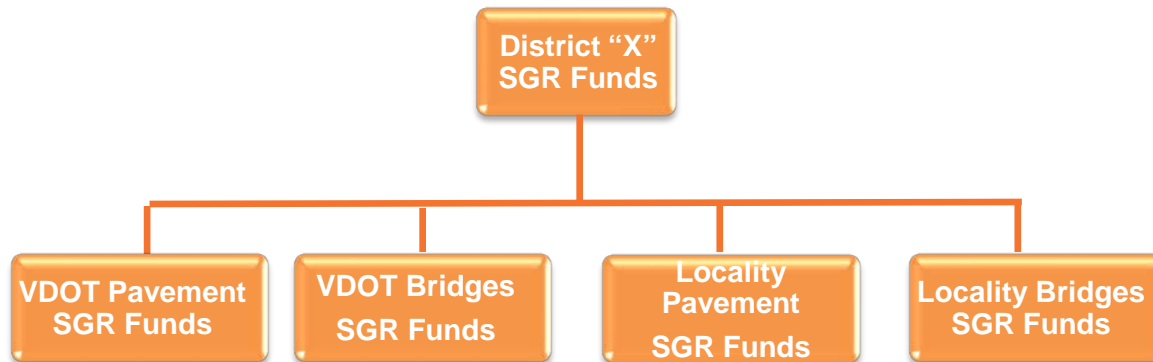 District “X”
SGR Funds
VDOT Pavement
SGR Funds
VDOT Bridges
SGR Funds
Locality
Pavement
SGR Funds
Locality Bridges
SGR Funds